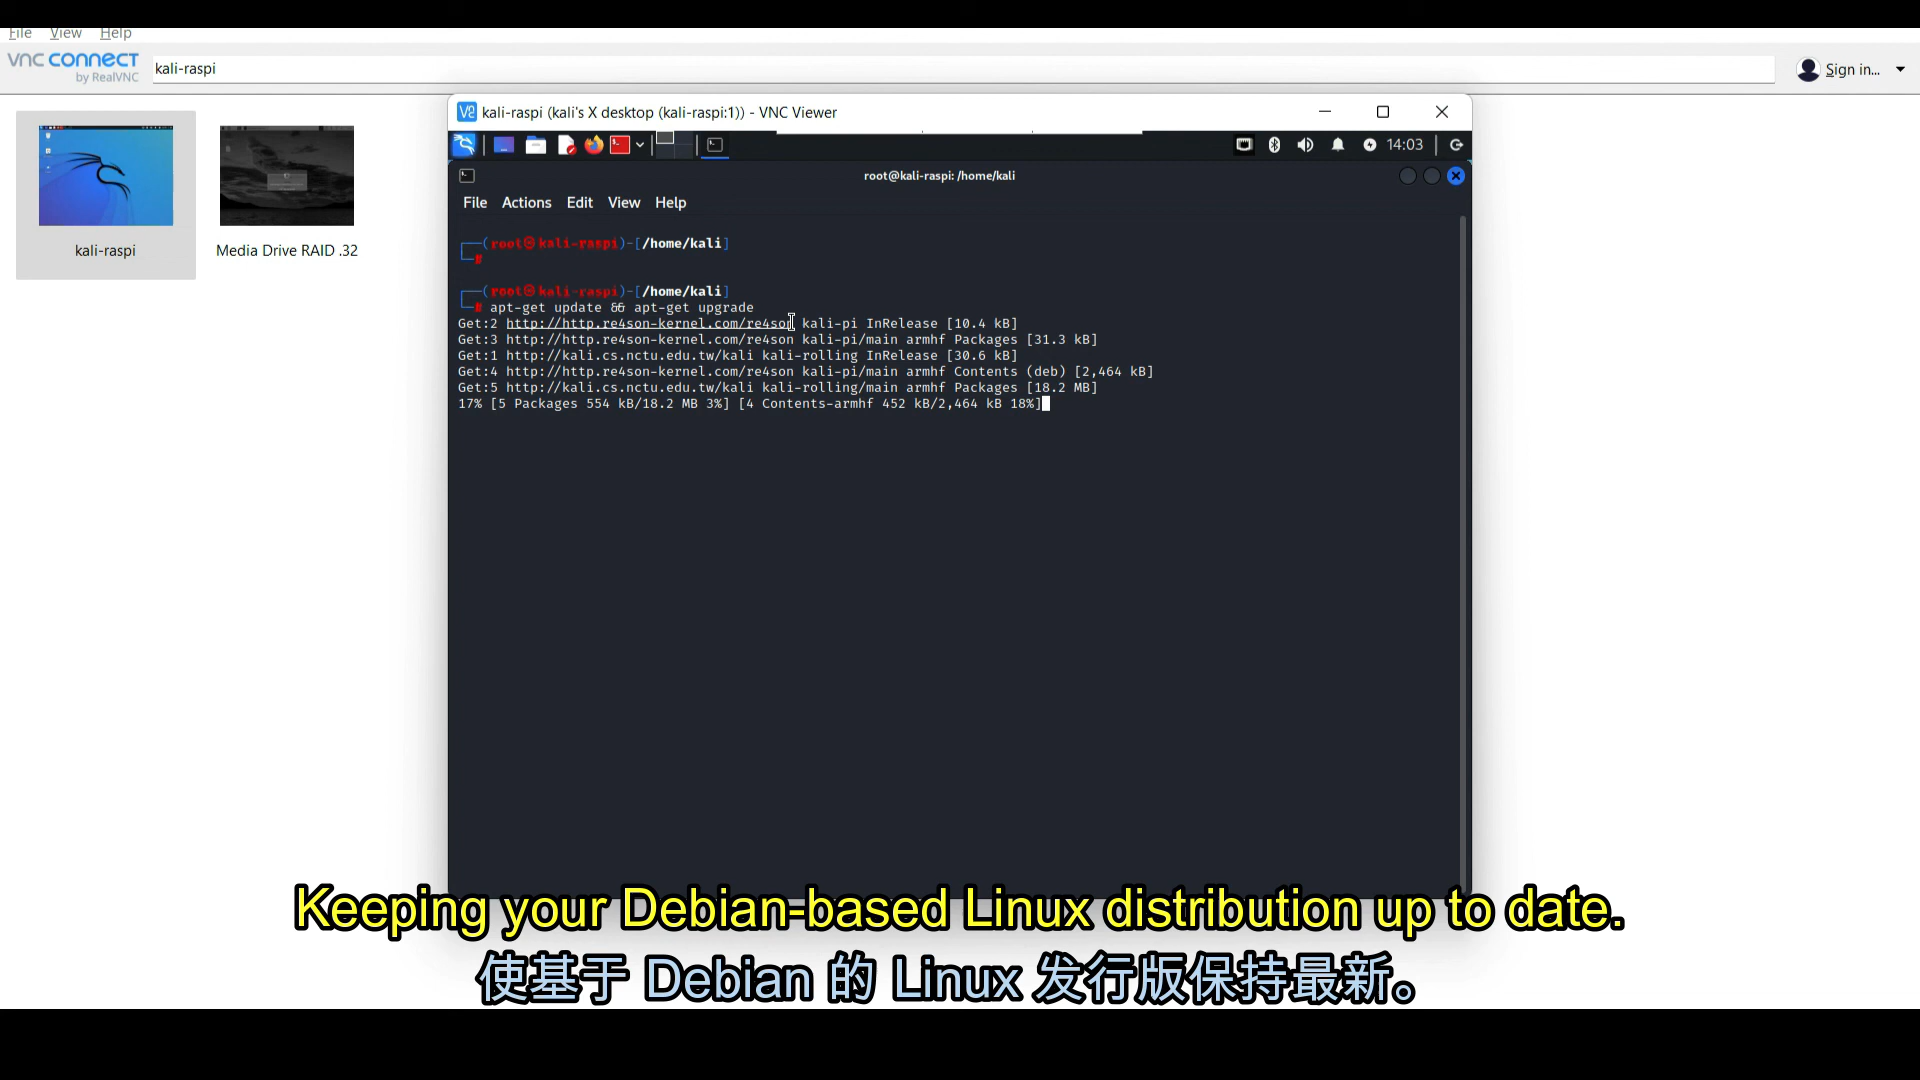 File View Help
vnc connect
by RealVNC
kali-raspi
Sign in...
kali-raspi
Media Drive RAID .32
kali-raspi (kali's X desktop (kali-raspi:1)) - VNC Viewer
14:03
root@kali-raspi: /home/kali
File Actions Edit View Help
(root@kali-raspi)-[/home/kali]
#
(root@kali-raspi)-[/home/kali]
# apt-get update && apt-get upgrade
Get:2 http://http.re4son-kernel.com/re4son kali-pi InRelease [10.4 kB]
Get:3 http://http.re4son-kernel.com/re4son kali-pi/main armhf Packages [31.3 kB]
Get:1 http://kali.cs.nctu.edu.tw/kali kali-rolling InRelease [30.6 kB]
Get:4 http://http.re4son-kernel.com/re4son kali-pi/main armhf Contents (deb) [2,464 kB]
Get:5 http://kali.cs.nctu.edu.tw/kali kali-rolling/main armhf Packages [18.2 MB]
17% [5 Packages 554 kB/18.2 MB 3%] [4 Contents-armhf 452 kB/2,464 kB 18%]
Keeping your Debian-based Linux distribution up to date.
使基于 Debian 的 Linux 发行版保持最新。